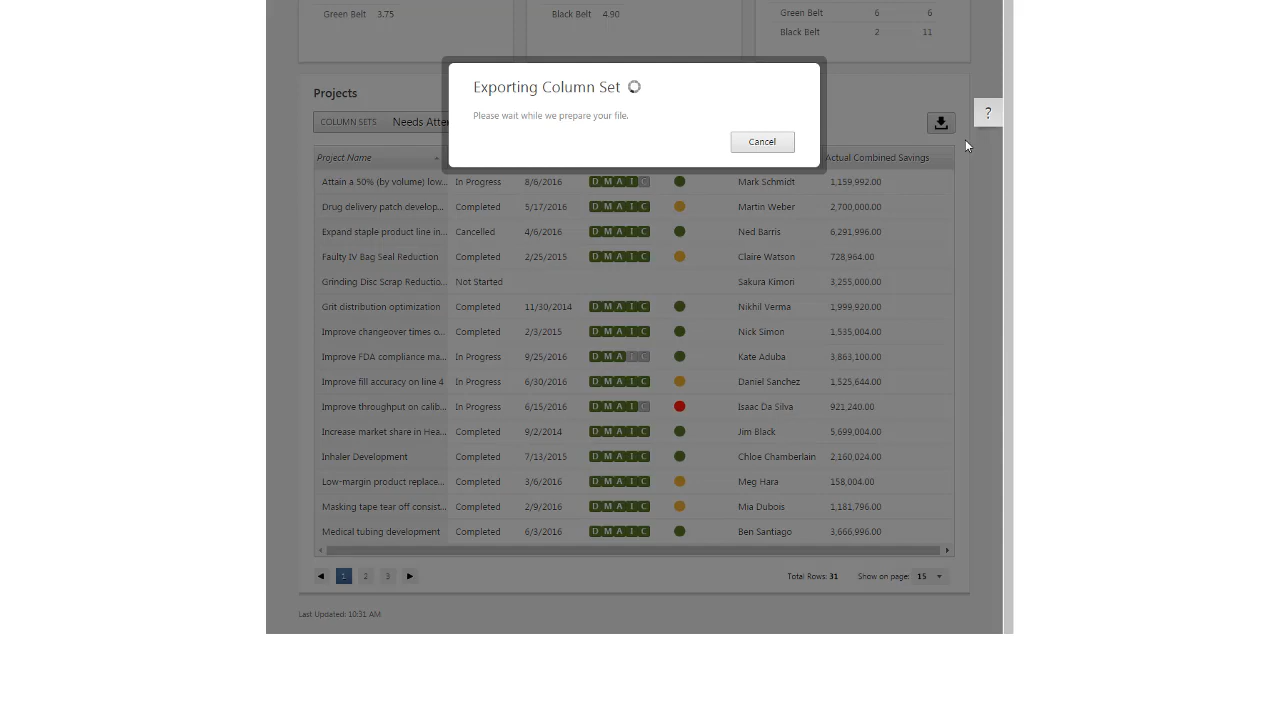 Green Belt 3.75 Black Belt 4.90 Green Belt 6 6
Black Belt 2 11
Exporting Column Set
Please wait while we prepare your file.
Cancel
Projects
COLUMN SETS Needs Atte
?
Project Name Actual Combined Savings
Attain a 50% (by volume) low... In Progress 8/6/2016 D M A I C Mark Schmidt 1,159,992.00
Drug delivery patch develop... Completed 5/17/2016 D M A I C Martin Weber 2,700,000.00
Expand staple product line in... Cancelled 4/6/2016 D M A I C Ned Barris 6,291,996.00
Faulty IV Bag Seal Reduction Completed 2/25/2015 D M A I C Claire Watson 728,964.00
Grinding Disc Scrap Reductio... Not Started Sakura Kimori 3,255,000.00
Grit distribution optimization Completed 11/30/2014 D M A I C Nikhil Verma 1,999,920.00
Improve changeover times o... Completed 2/3/2015 D M A I C Nick Simon 1,535,004.00
Improve FDA compliance ma... In Progress 9/25/2016 D M A I C Kate Aduba 3,863,100.00
Improve fill accuracy on line 4 In Progress 6/30/2016 D M A I C Daniel Sanchez 1,525,644.00
Improve throughput on calib... In Progress 6/15/2016 D M A I C Isaac Da Silva 921,240.00
Increase market share in Hea... Completed 9/2/2014 D M A I C Jim Black 5,699,004.00
Inhaler Development Completed 7/13/2015 D M A I C Chloe Chamberlain 2,160,024.00
Low-margin product replace... Completed 3/6/2016 D M A I C Meg Hara 158,004.00
Masking tape tear off consist... Completed 2/9/2016 D M A I C Mia Dubois 1,181,796.00
Medical tubing development Completed 6/3/2016 D M A I C Ben Santiago 3,666,996.00
1 2 3 Total Rows: 31 Show on page: 15
Last Updated: 10:31 AM